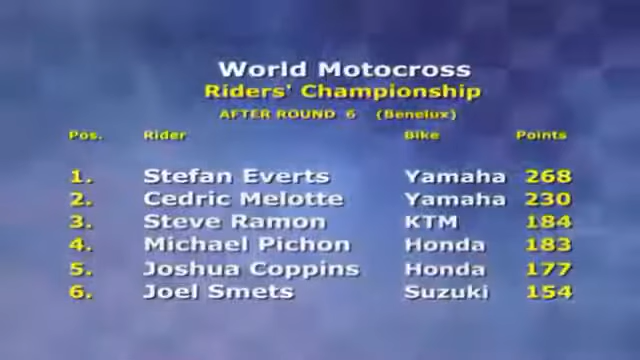 World Motocross
Riders' Championship
AFTER ROUND 6 (Benelux)
Pos. Rider Bike Points
1. Stefan Everts Yamaha 268
2. Cedric Melotte Yamaha 230
3. Steve Ramon KTM 184
4. Michael Pichon Honda 183
5. Joshua Coppins Honda 177
6. Joel Smets Suzuki 154